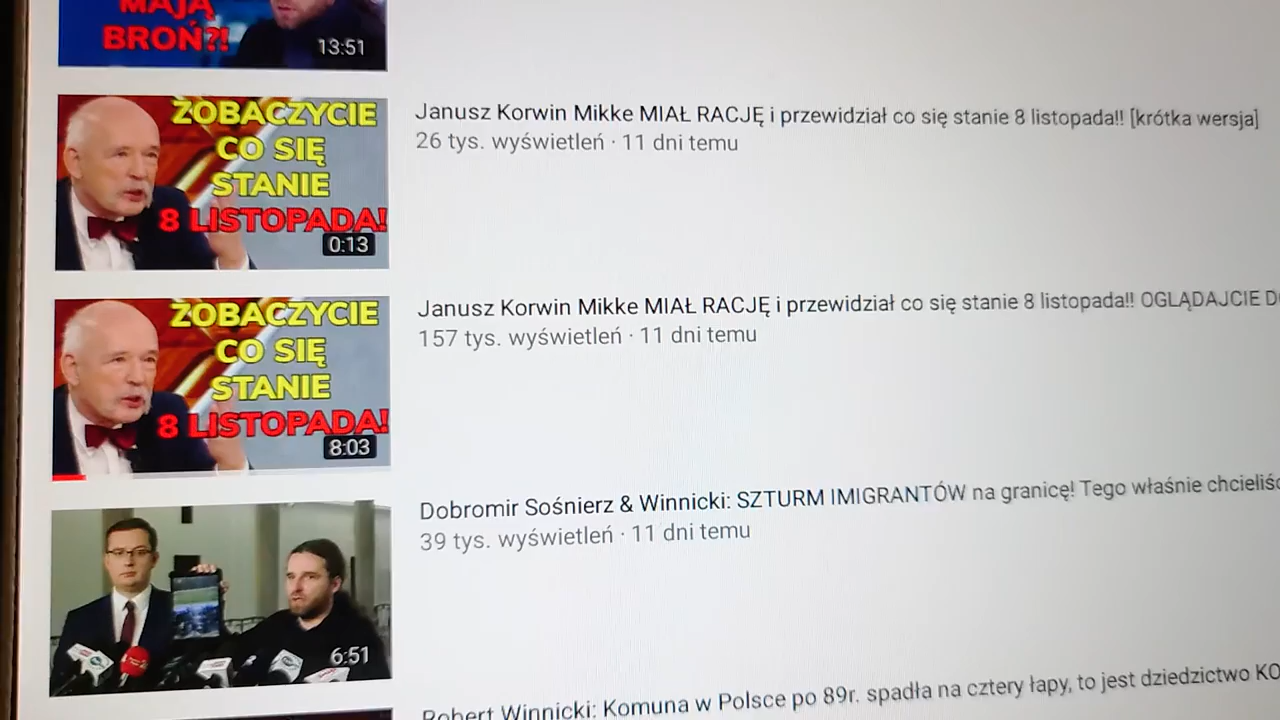 MAJĄ
BROŃ?!
13:51
ZOBACZYCIE
CO SIĘ
STANIE
8 LISTOPADA!
0:13
Janusz Korwin Mikke MIAŁ RACJĘ i przewidział co się stanie 8 listopada!! [krótka wersja]
26 tys. wyświetleń · 11 dni temu
ZOBACZYCIE
CO SIĘ
STANIE
8 LISTOPADA!
8:03
Janusz Korwin Mikke MIAŁ RACJĘ i przewidział co się stanie 8 listopada!! OGLĄDAJCIE D
157 tys. wyświetleń · 11 dni temu
6:51
Dobromir Sośnierz & Winnicki: SZTURM IMIGRANTÓW na granicę! Tego właśnie chcieliśc
39 tys. wyświetleń · 11 dni temu
Robert Winnicki: Komuna w Polsce po 89r. spadła na cztery łapy, to jest dziedzictwo KO